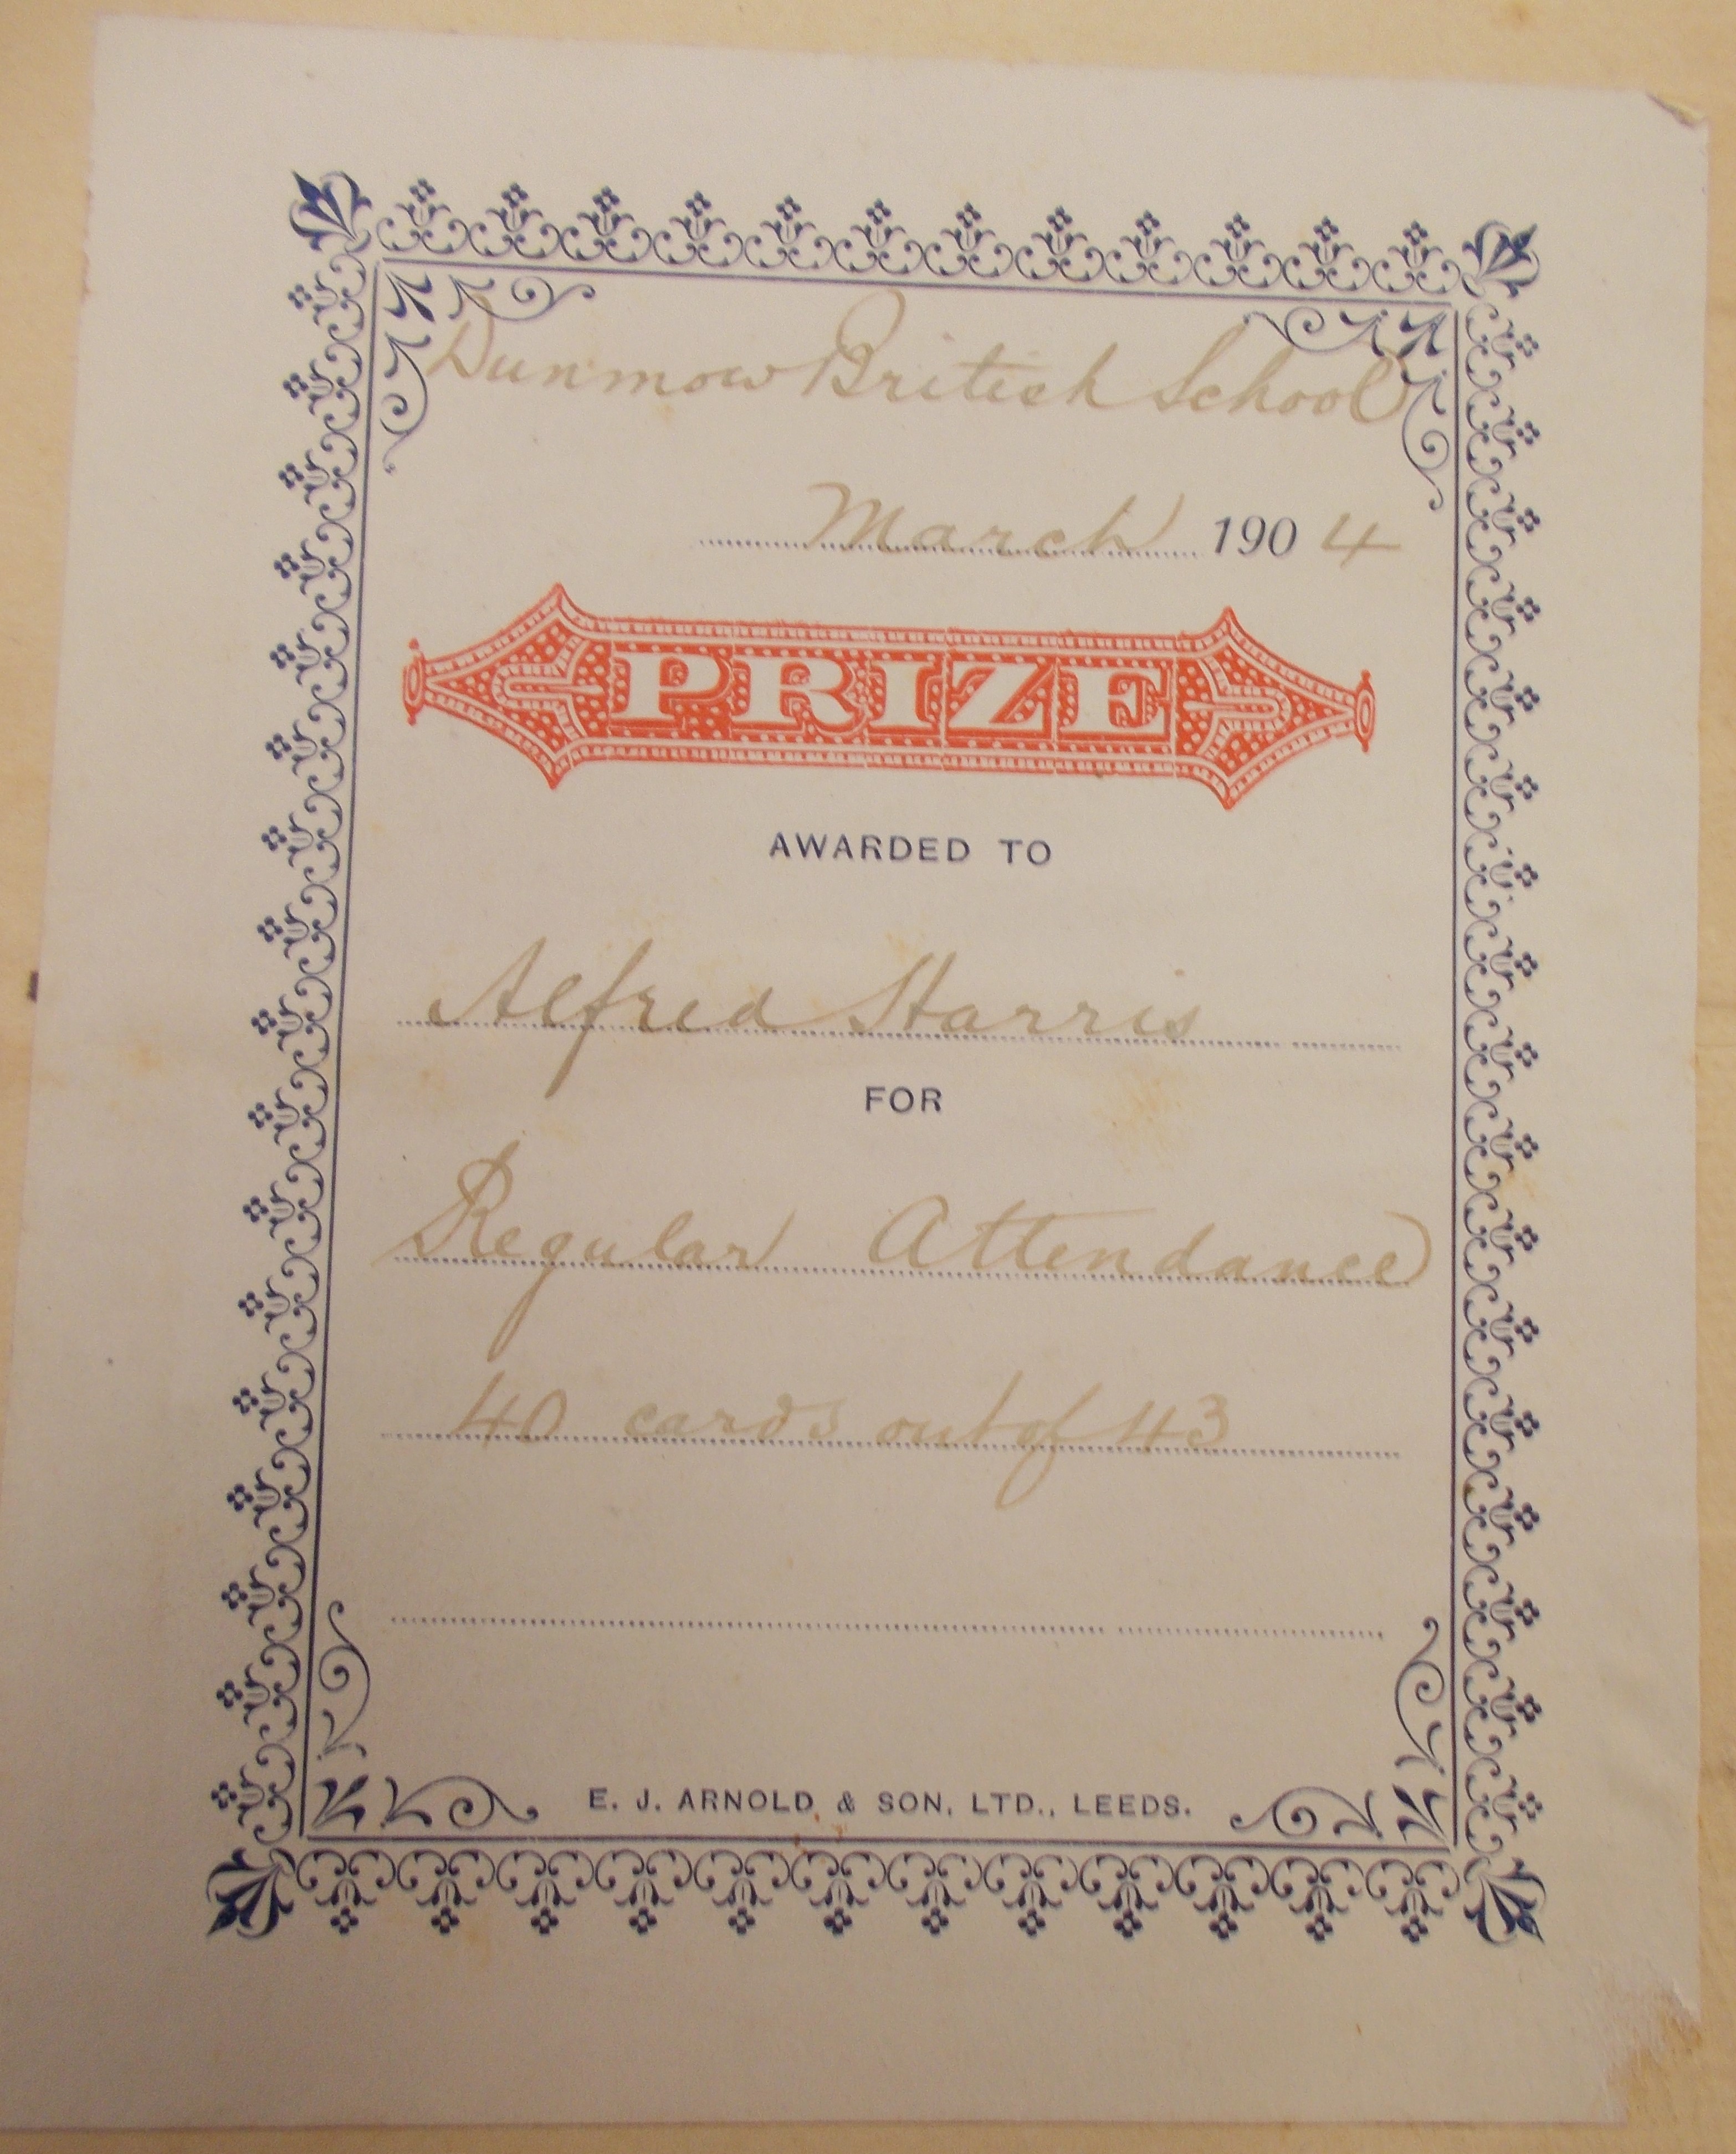 Dunmow British School
March 1904
PRIZE
AWARDED TO
Alfred Harris
FOR
Regular Attendance
40 cards out of 43
E. J. ARNOLD & SON, LTD., LEEDS.